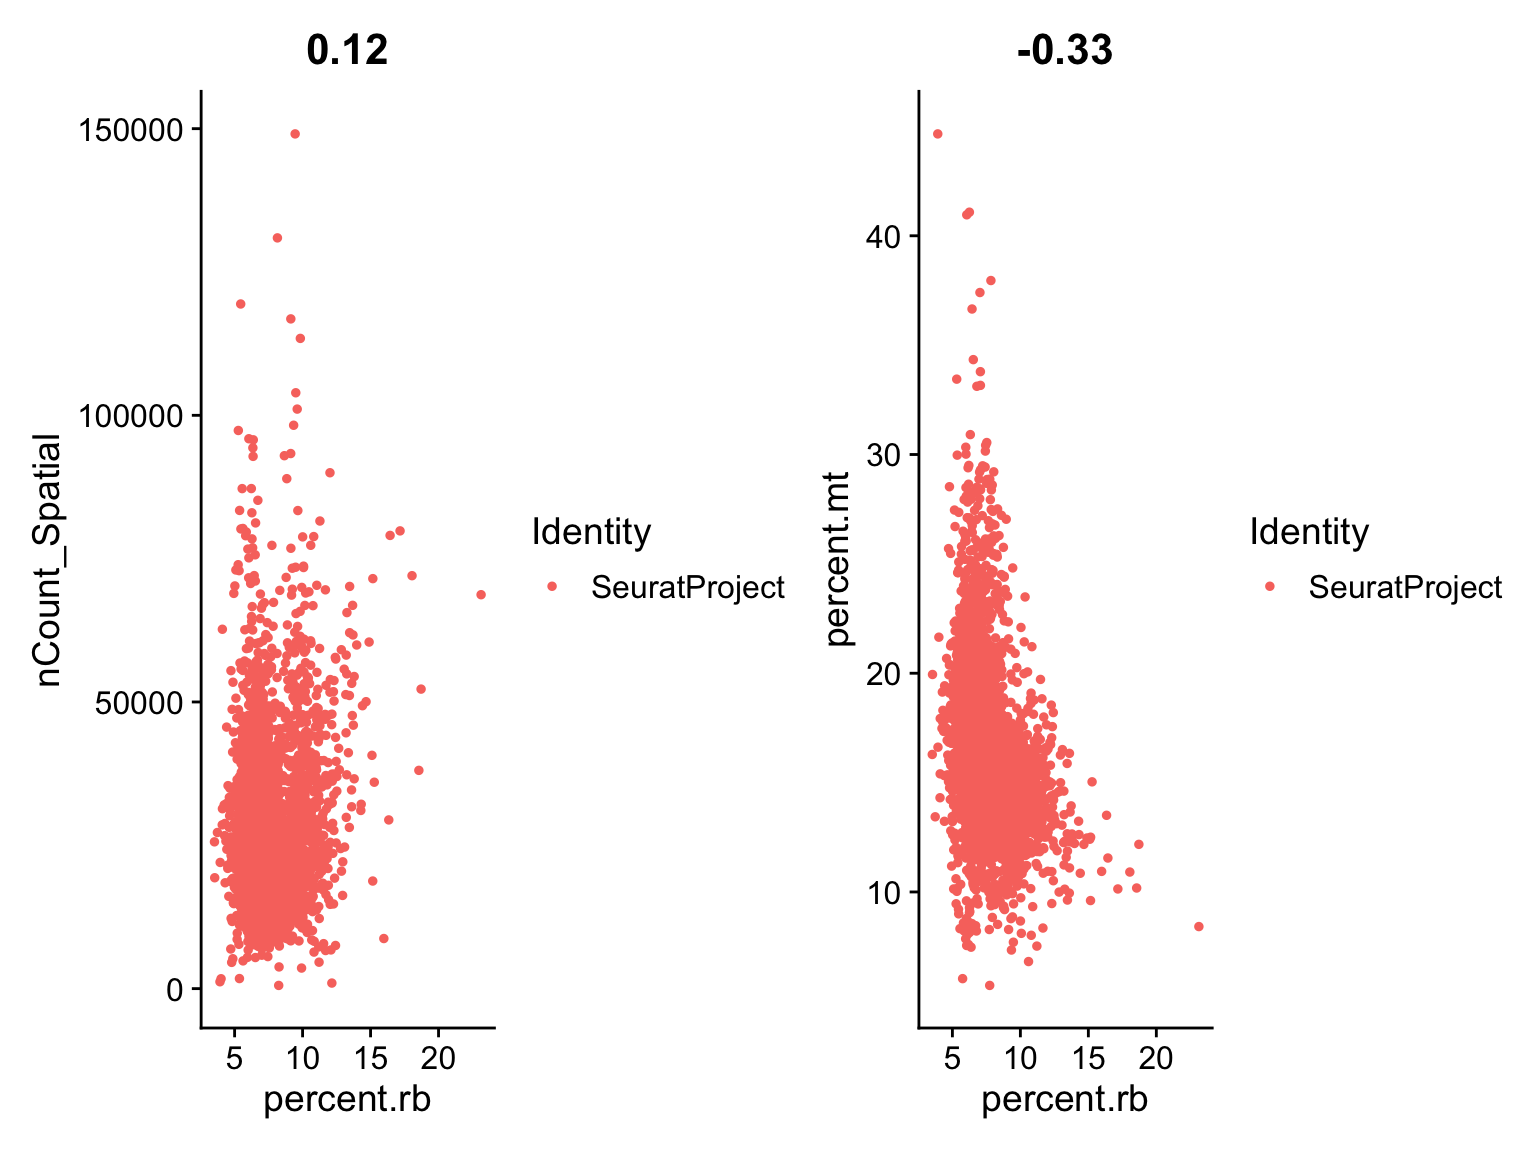 0.12
150000
100000
50000
0
nCount_Spatial
5 10 15 20
percent.rb
Identity
SeuratProject
-0.33
40
30
20
10
percent.mt
5 10 15 20
percent.rb
Identity
SeuratProject